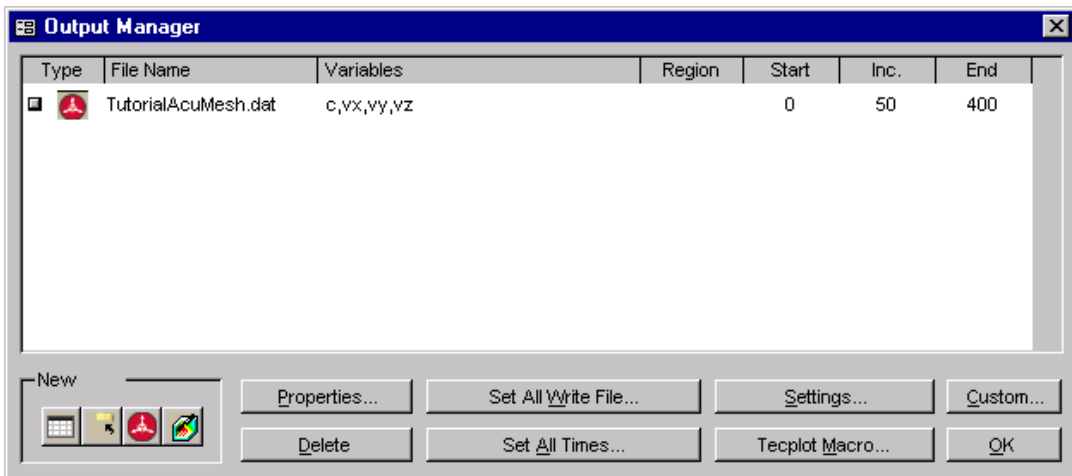 Output Manager
Type File Name Variables Region Start Inc. End
TutorialAcuMesh.dat c,vx,vy,vz 0 50 400
New
Properties... Set All Write File... Settings... Custom...
Delete Set All Times... Tecplot Macro... OK